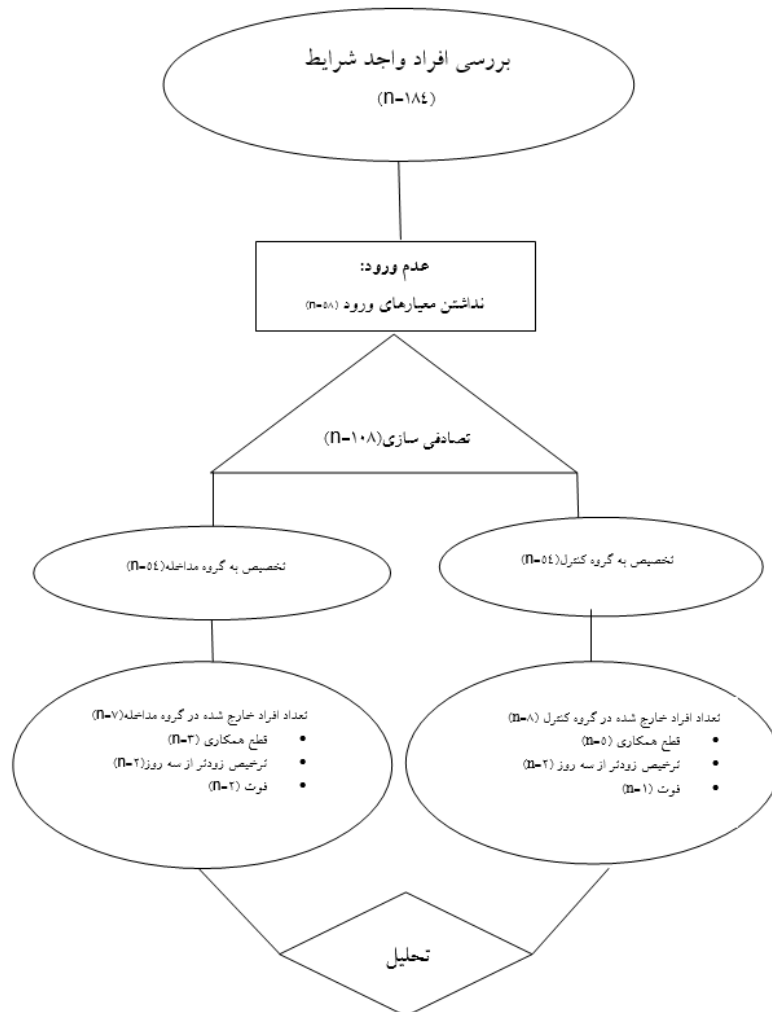 بررسی افراد واجد شرایط
(n=۱۸٤)
عدم ورود:
نداشتن معیارهای ورود (n=٥٨)
تصادفی سازی(n=۱۰۸)
تخصیص به گروه کنترل(n=٥٤)
تخصیص به گروه مداخله(n=٥٤)
تعداد افراد خارج شده در گروه کنترل (n=۸)
• قطع همکاری (n=٥)
• ترخیص زودتر از سه روز (n=۲)
• فوت (n=۱)
تعداد افراد خارج شده در گروه مداخله(n=۷)
• قطع همکاری (n=۳)
• ترخیص زودتر از سه روز(n=۲)
• فوت (n=۲)
تحلیل